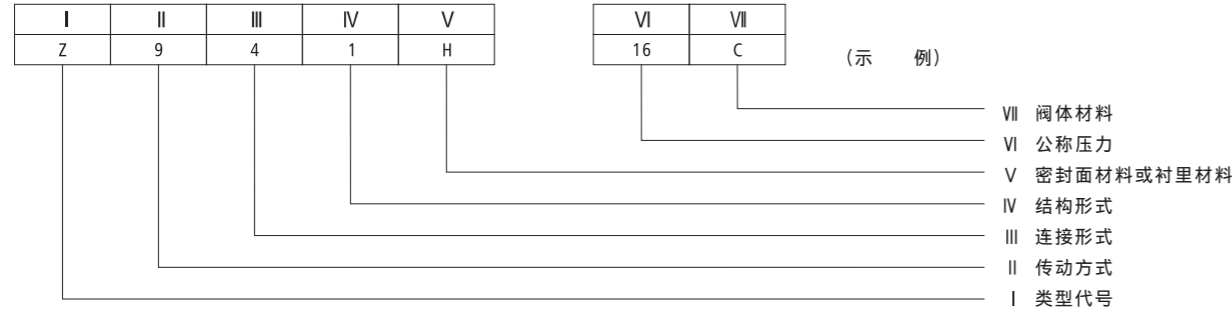 Ⅰ Ⅱ Ⅲ Ⅳ Ⅴ Ⅵ Ⅶ
Z 9 4 1 H 16 C (示 例)
Ⅶ 阀体材料
Ⅵ 公称压力
Ⅴ 密封面材料或衬里材料
Ⅳ 结构形式
Ⅲ 连接形式
Ⅱ 传动方式
Ⅰ 类型代号